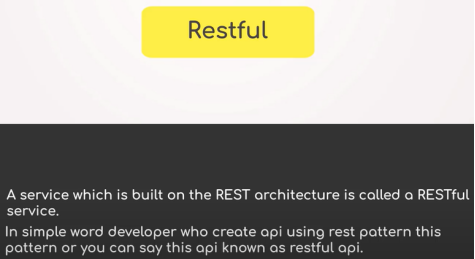 Restful
A service which is built on the REST architecture is called a RESTful
service.
In simple word developer who create api using rest pattern this
pattern or you can say this api known as restful api.